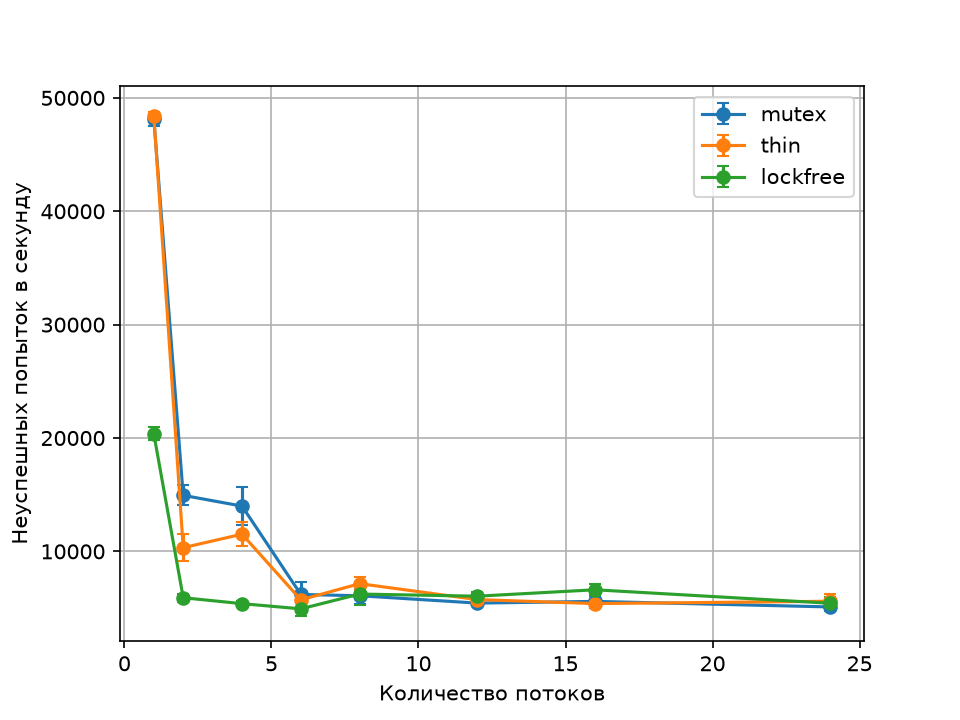 50000
40000
30000
20000
10000
Неуспешных попыток в секунду
mutex
thin
lockfree
0 5 10 15 20 25
Количество потоков